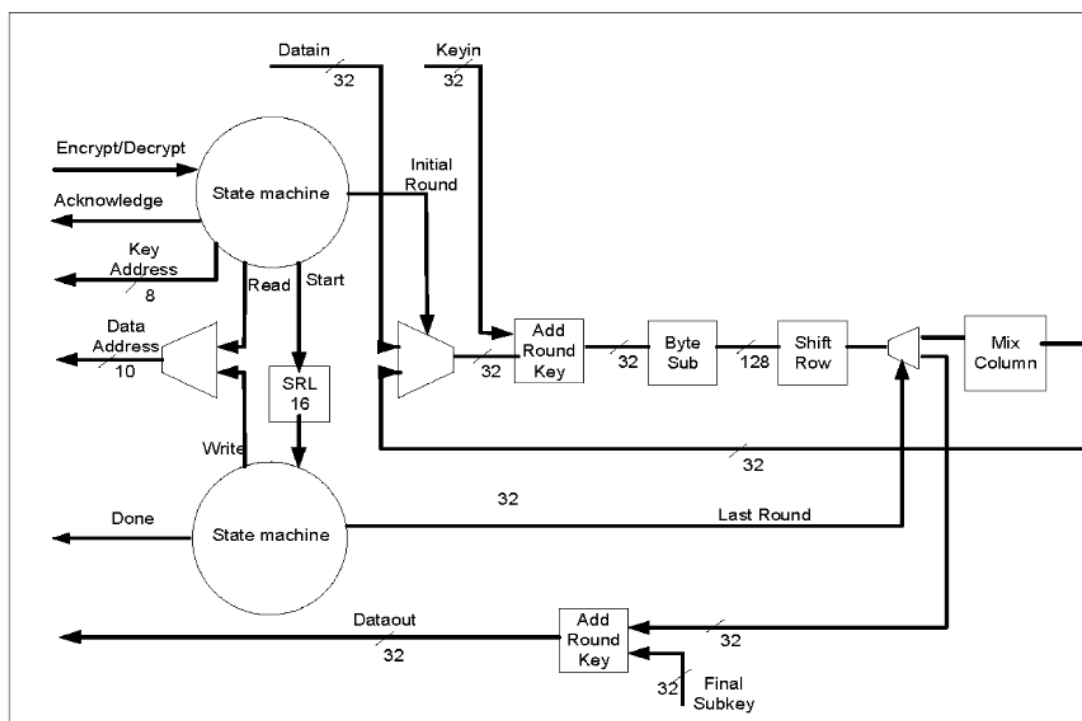 Datain
32
Keyin
32
Encrypt/Decrypt
State machine
Initial
Round
Acknowledge
Key
Address
8
Read
Start
Data
Address
10
32
Add
Round
Key
32
Byte
Sub
128
Shift
Row
Mix
Column
SRL
16
Write
32
32
Last Round
Done
State machine
Dataout
32
Add
Round
Key
32
32
Final
Subkey